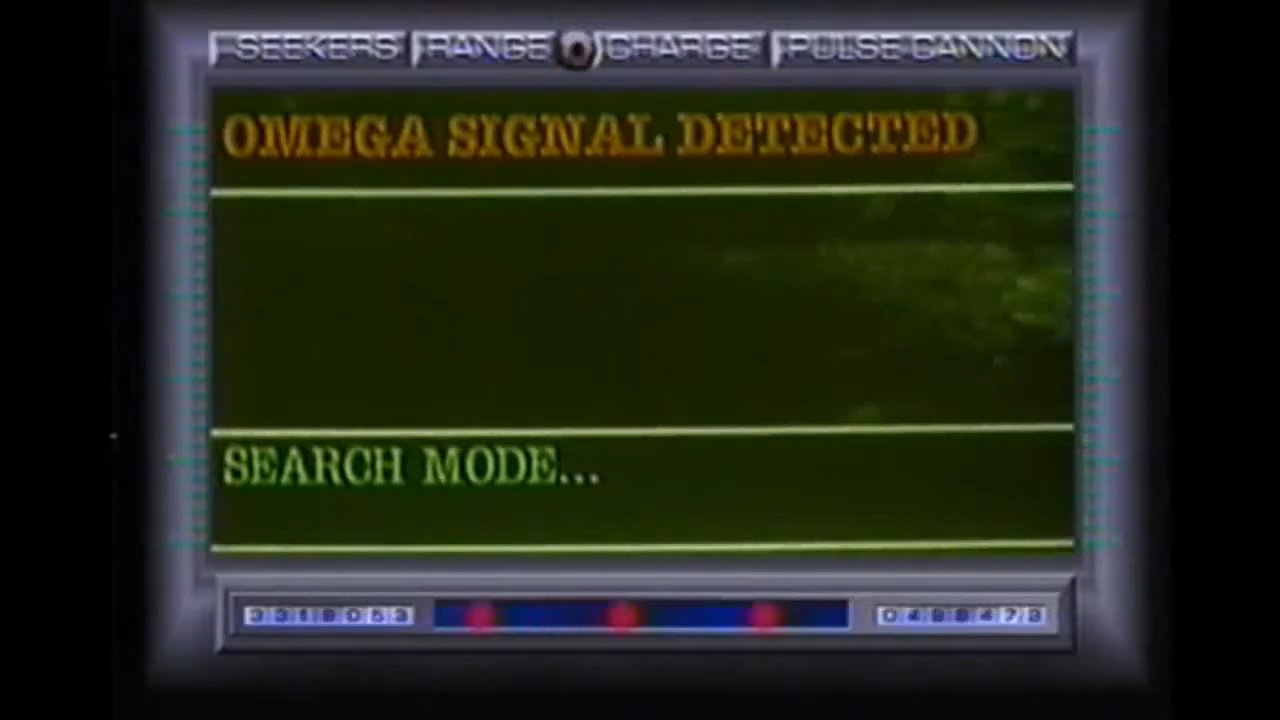 SEEKERS RANGE CHARGE PULSE CANNON
OMEGA SIGNAL DETECTED
SEARCH MODE...